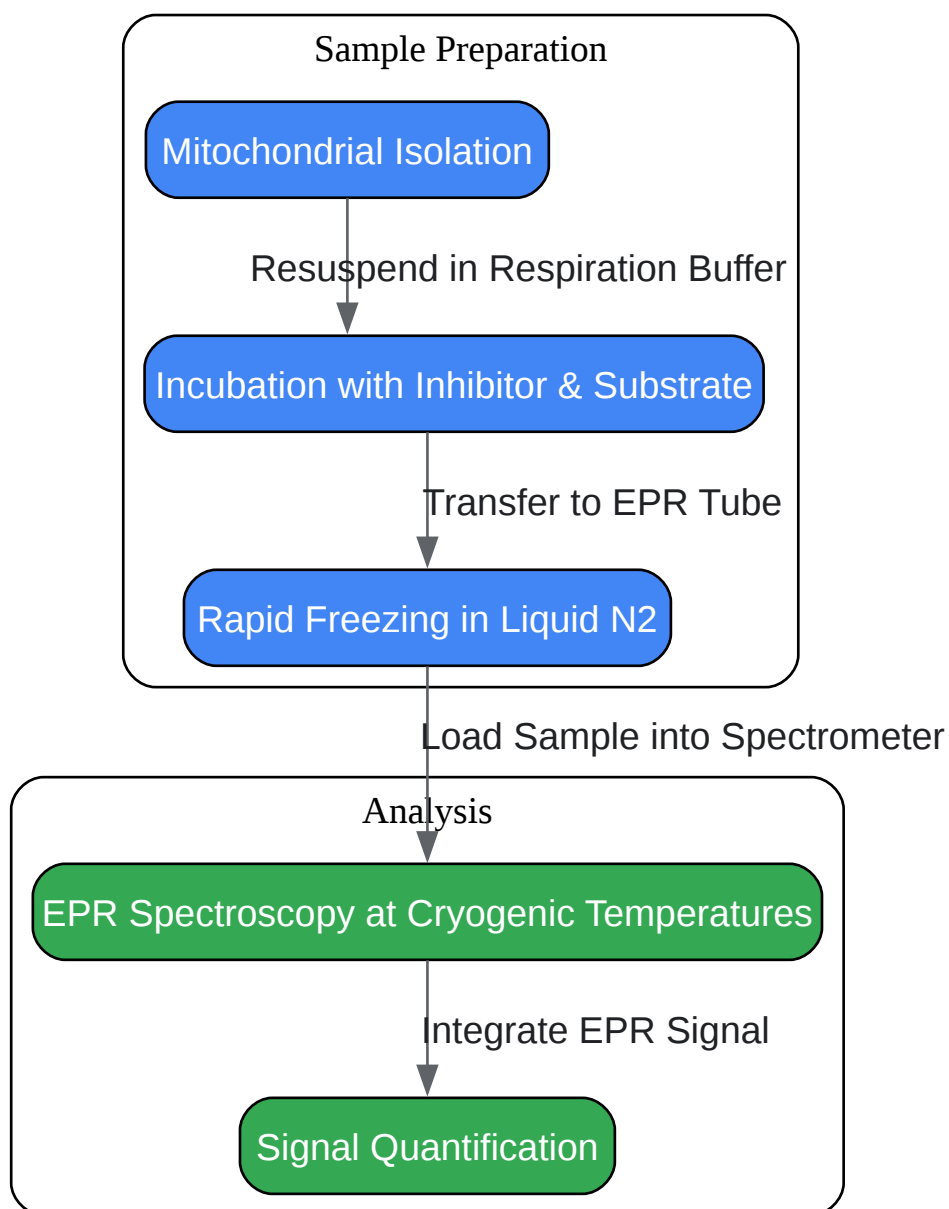 Sample Preparation
Mitochondrial Isolation
Resuspend in Respiration Buffer
Incubation with Inhibitor & Substrate
Transfer to EPR Tube
Rapid Freezing in Liquid N2
Load Sample into Spectrometer
Analysis
EPR Spectroscopy at Cryogenic Temperatures
Integrate EPR Signal
Signal Quantification